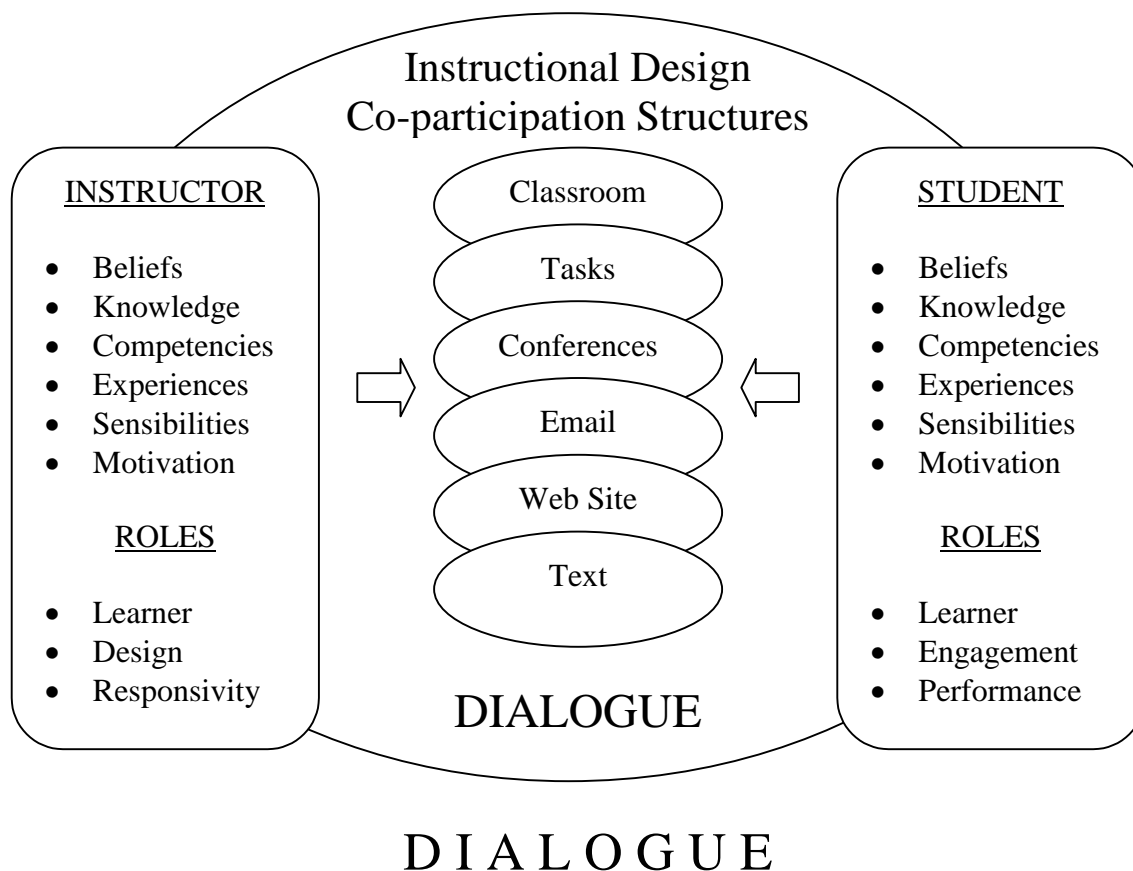 Instructional Design
Co-participation Structures
INSTRUCTOR
• Beliefs
• Knowledge
• Competencies
• Experiences
• Sensibilities
• Motivation
ROLES
• Learner
• Design
• Responsivity
Classroom
Tasks
Conferences
Email
Web Site
Text
DIALOGUE
STUDENT
• Beliefs
• Knowledge
• Competencies
• Experiences
• Sensibilities
• Motivation
ROLES
• Learner
• Engagement
• Performance
D I A L O G U E